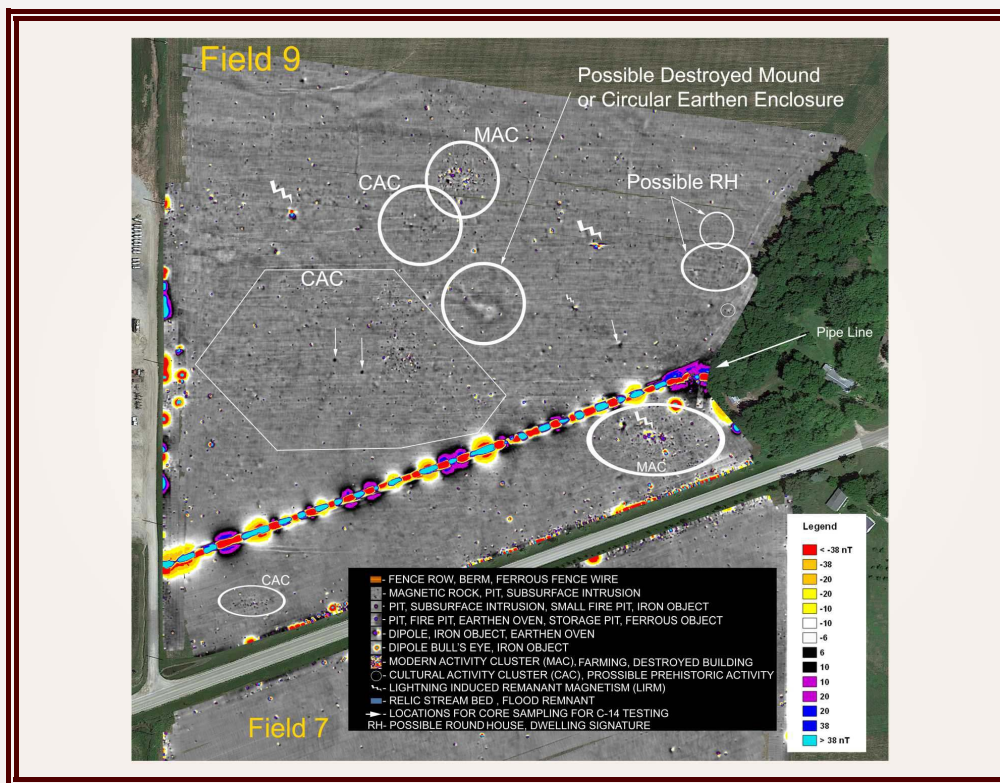 Field 9
Possible Destroyed Mound
or Circular Earthen Enclosure
MAC
CAC
Possible RH
CAC
Pipe Line
MAC
CAC
Legend
< -38 nT
-38
-20
-20
-10
-10
-6
6
10
10
20
20
38
> 38 nT
- FENCE ROW, BERM, FERROUS FENCE WIRE
- MAGNETIC ROCK, PIT, SUBSURFACE INTRUSION
- PIT, SUBSURFACE INTRUSION, SMALL FIRE PIT, IRON OBJECT
- PIT, FIRE PIT, EARTHEN OVEN, STORAGE PIT, FERROUS OBJECT
- DIPOLE, IRON OBJECT, EARTHEN OVEN
- DIPOLE BULL'S EYE, IRON OBJECT
- MODERN ACTIVITY CLUSTER (MAC), FARMING, DESTROYED BUILDING
- CULTURAL ACTIVITY CLUSTER (CAC), PROSSIBLE PREHISTORIC ACTIVITY
- LIGHTNING INDUCED REMANANT MAGNETISM (LIRM)
- RELIC STREAM BED , FLOOD REMNANT
- LOCATIONS FOR CORE SAMPLING FOR C-14 TESTING
RH- POSSIBLE ROUND HOUSE, DWELLING SIGNATURE
Field 7